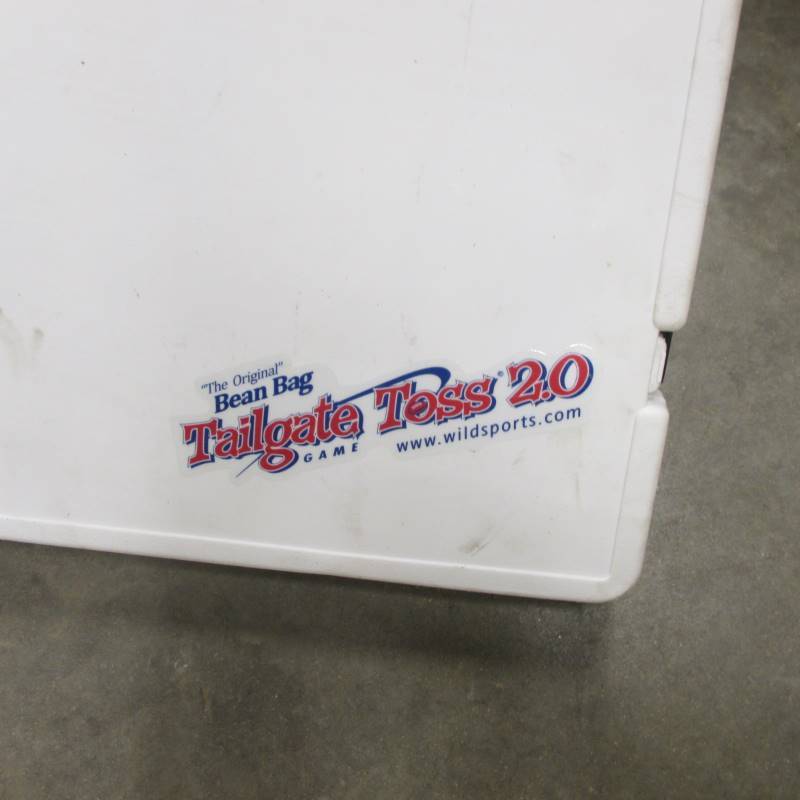 "The Original"
Bean Bag
Tailgate Toss® 2.0
GAME www.wildsports.com